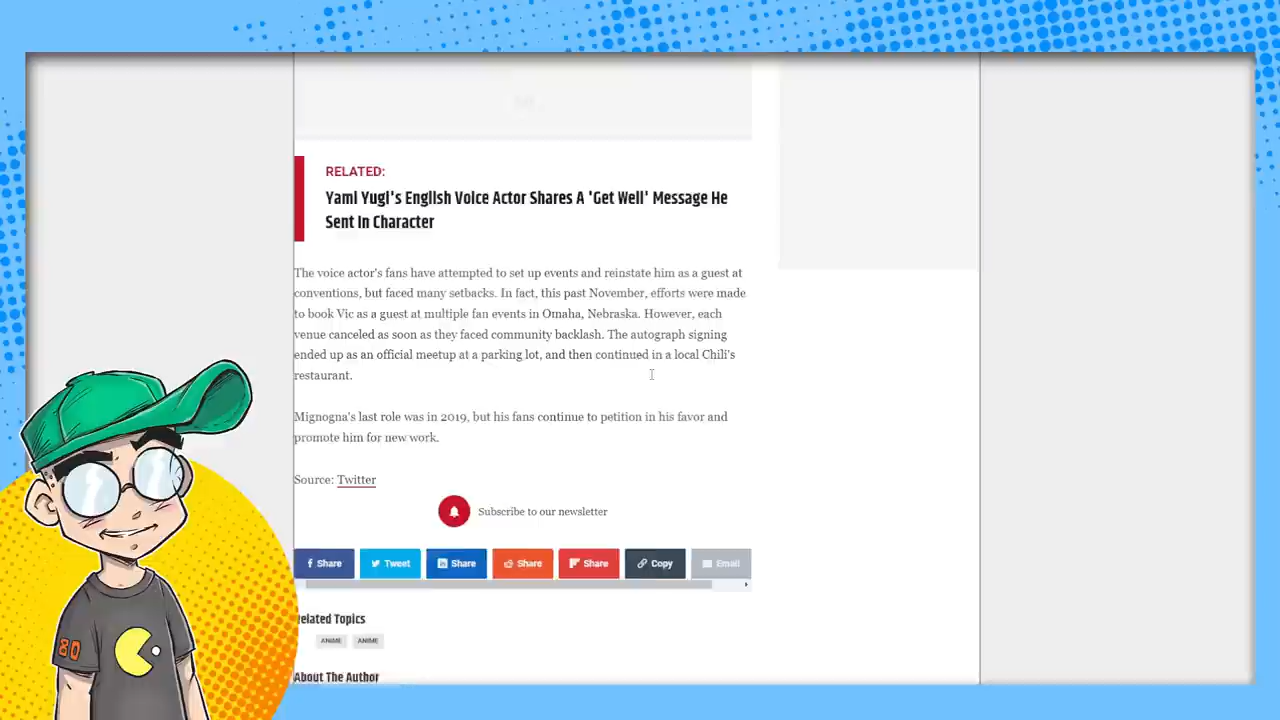 RELATED:
Yami Yugi's English Voice Actor Shares A 'Get Well' Message He
Sent In Character
The voice actor's fans have attempted to set up events and reinstate him as a guest at
conventions, but faced many setbacks. In fact, this past November, efforts were made
to book Vic as a guest at multiple fan events in Omaha, Nebraska. However, each
venue canceled as soon as they faced community backlash. The autograph signing
ended up as an official meetup at a parking lot, and then continued in a local Chili's
restaurant.
Mignogna's last role was in 2019, but his fans continue to petition in his favor and
promote him for new work.
Source: Twitter
Subscribe to our newsletter
Share Tweet Share Share Share Copy Email
Related Topics
ANIME ANIME
About The Author
80